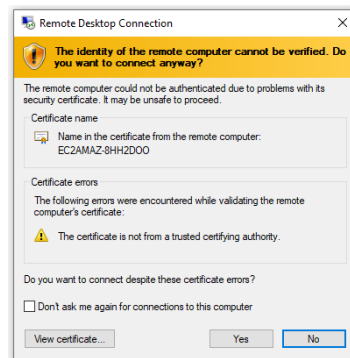 Remote Desktop Connection
The identity of the remote computer cannot be verified. Do
you want to connect anyway?
The remote computer could not be authenticated due to problems with its
security certificate. It may be unsafe to proceed.
Certificate name
Name in the certificate from the remote computer:
EC2AMAZ-8HH2DOO
Certificate errors
The following errors were encountered while validating the remote
computer's certificate:
The certificate is not from a trusted certifying authority.
Do you want to connect despite these certificate errors?
Don't ask me again for connections to this computer
View certificate...
Yes
No